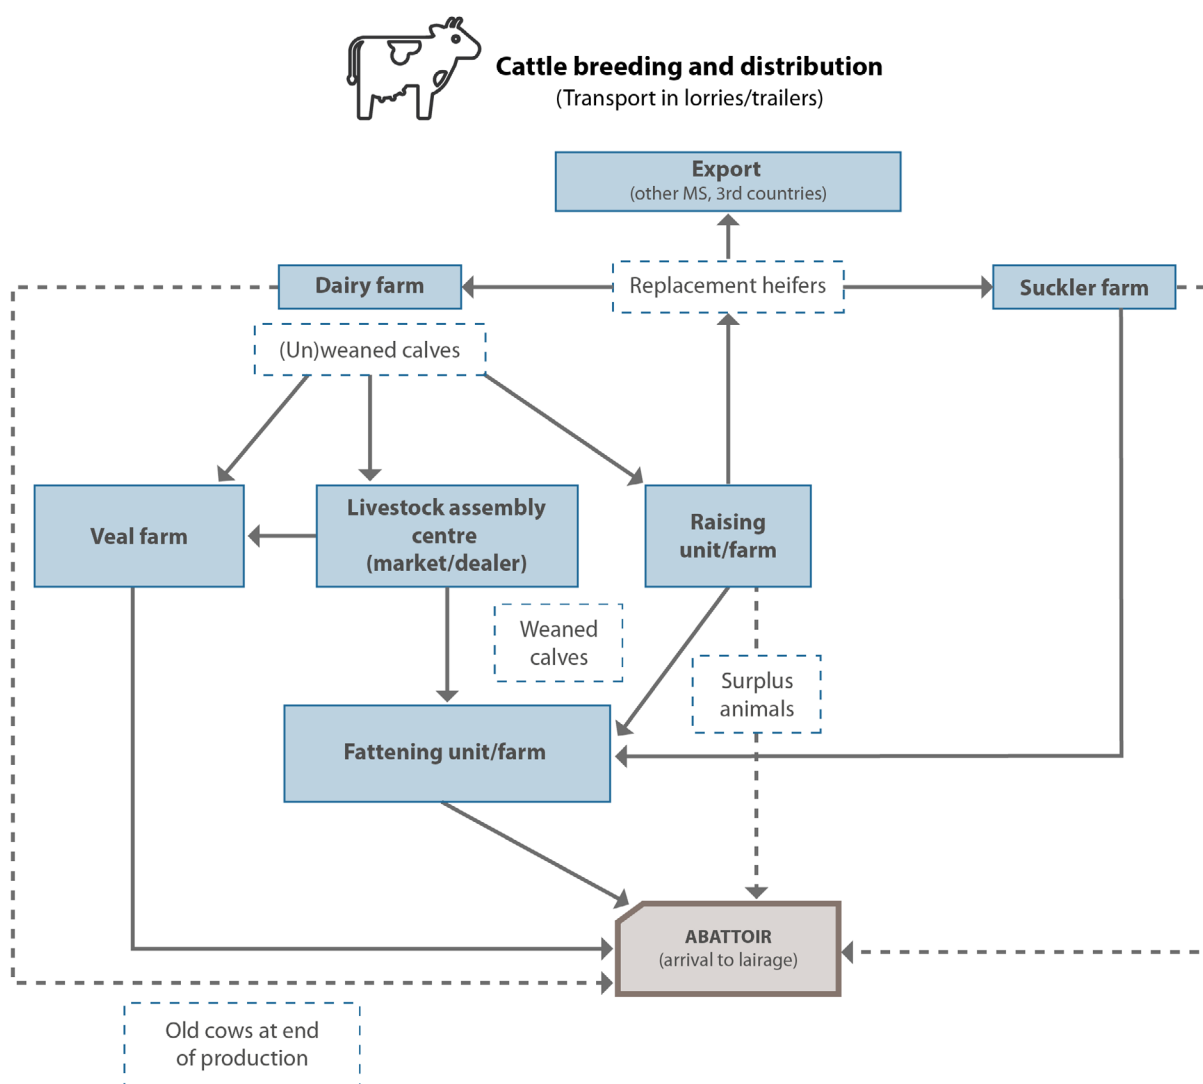 Cattle breeding and distribution
(Transport in lorries/trailers)
Export
(other MS, 3rd countries)
Dairy farm
Replacement heifers
Suckler farm
(Un)weaned calves
Veal farm
Livestock assembly
centre
(market/dealer)
Raising
unit/farm
Weaned
calves
Surplus
animals
Fattening unit/farm
ABATTOIR
(arrival to lairage)
Old cows at end
of production